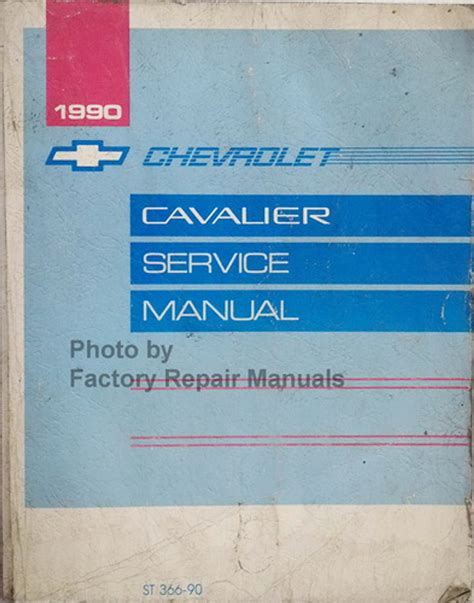 1990
CHEVROLET
CAVALIER
SERVICE
MANUAL
Photo by
Factory Repair Manuals
ST 366-90